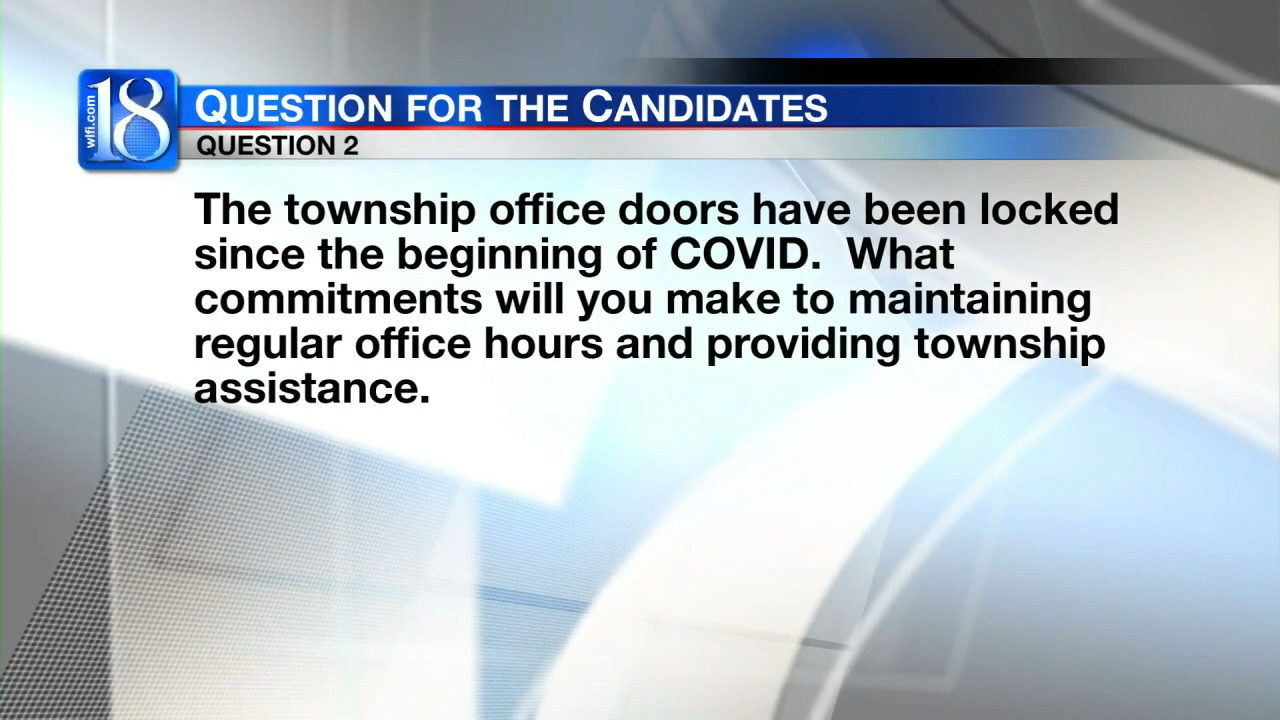 wlfi.com
18
QUESTION FOR THE CANDIDATES
QUESTION 2
The township office doors have been locked
since the beginning of COVID.  What
commitments will you make to maintaining
regular office hours and providing township
assistance.